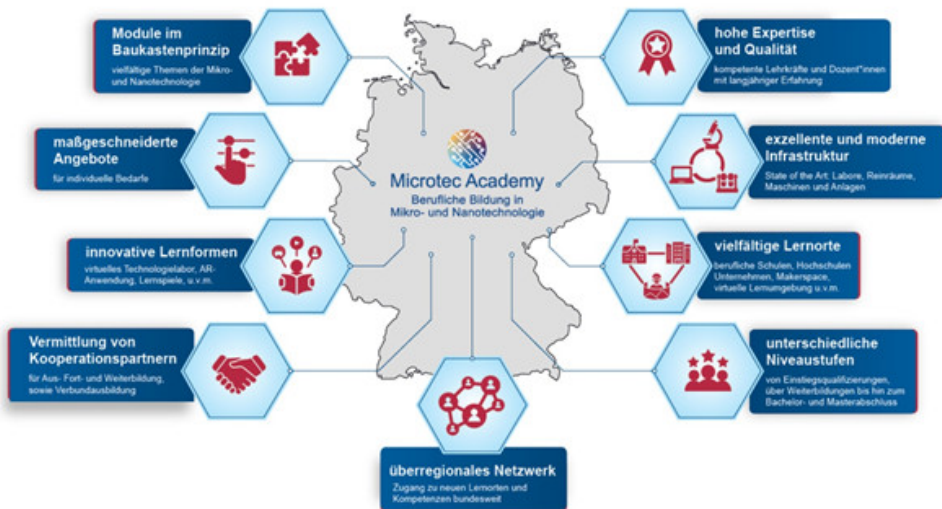 Module im
Baukastenprinzip
vielfältige Themen der Mikro-
und Nanotechnologie
hohe Expertise
und Qualität
kompetente Lehrkräfte und Dozent*innen
mit langjähriger Erfahrung
maßgeschneiderte
Angebote
für individuelle Bedarfe
exzellente und moderne
Infrastruktur
State of the Art: Labore, Reinräume,
Maschinen und Anlagen
Microtec Academy
Berufliche Bildung in
Mikro- und Nanotechnologie
innovative Lernformen
virtuelles Technologielabor, AR-
Anwendung, Lernspiele, u.v.m.
vielfältige Lernorte
berufliche Schulen, Hochschulen
Unternehmen, Makerspace,
virtuelle Lernumgebung u.v.m.
Vermittlung von
Kooperationspartnern
für Aus- Fort- und Weiterbildung,
sowie Verbundausbildung
unterschiedliche
Niveaustufen
von Einstiegsqualifizierungen,
über Weiterbildungen bis hin zum
Bachelor- und Masterabschluss
überregionales Netzwerk
Zugang zu neuen Lernorten und
Kompetenzen bundesweit